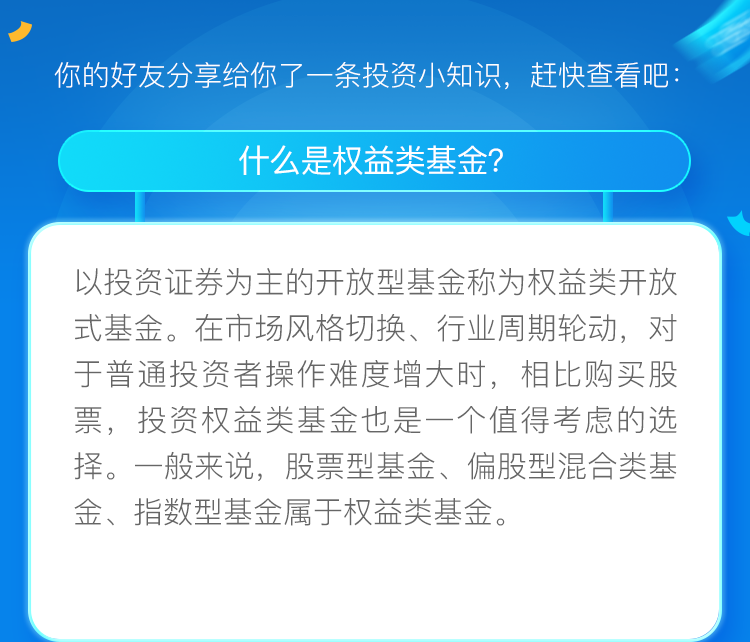 你的好友分享给你了一条投资小知识，赶快查看吧：
什么是权益类基金？
以投资证券为主的开放型基金称为权益类开放
式基金。在市场风格切换、行业周期轮动，对
于普通投资者操作难度增大时，相比购买股
票，投资权益类基金也是一个值得考虑的选
择。一般来说，股票型基金、偏股型混合类基
金、指数型基金属于权益类基金。